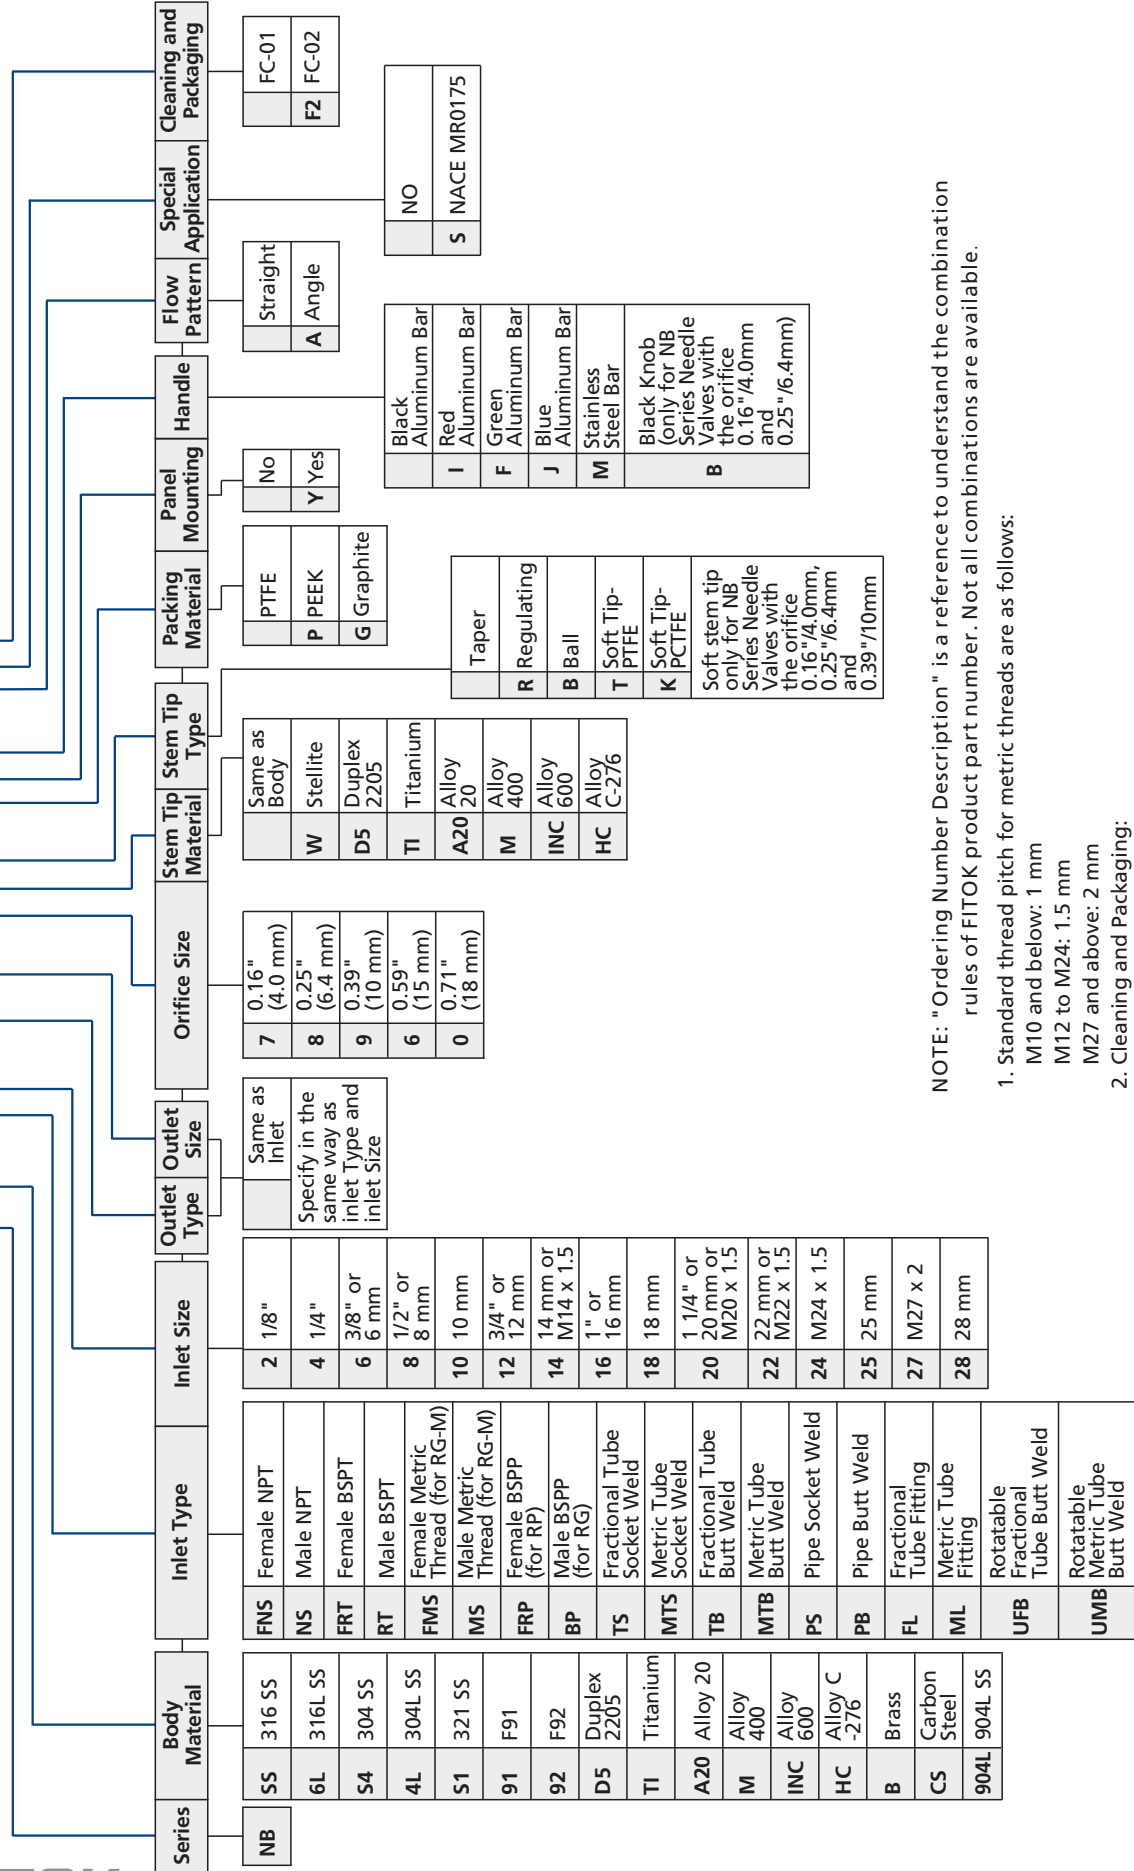 Series
NB
Body
Material
SS 316 SS
6L 316L SS
S4 304 SS
4L 304L SS
S1 321 SS
91 F91
92 F92
D5 Duplex
2205
TI Titanium
A20 Alloy 20
M Alloy
400
INC Alloy
600
HC Alloy C
-276
B Brass
CS Carbon
Steel
904L 904L SS
Inlet Type
FNS Female NPT
NS Male NPT
FRT Female BSPT
RT Male BSPT
FMS Female Metric
Thread (for RG-M)
MS Male Metric
Thread (for RG-M)
FRP Female BSPP
(for RP)
BP Male BSPP
(for RG)
TS Fractional Tube
Socket Weld
MTS Metric Tube
Socket Weld
TB Fractional Tube
Butt Weld
MTB Metric Tube
Butt Weld
PS Pipe Socket Weld
PB Pipe Butt Weld
FL Fractional
Tube Fitting
ML Metric Tube
Fitting
UFB Rotatable
Fractional
Tube Butt Weld
UMB Rotatable
Metric Tube
Butt Weld
Inlet Size
2 1/8"
4 1/4"
6 3/8" or
6 mm
8 1/2" or
8 mm
10 10 mm
12 3/4" or
12 mm
14 14 mm or
M14 x 1.5
16 1" or
16 mm
18 18 mm
20 1 1/4" or
20 mm or
M20 x 1.5
22 22 mm or
M22 x 1.5
24 M24 x 1.5
25 25 mm
27 M27 x 2
28 28 mm
Outlet
Type
Outlet
Size
Same as
Inlet
Specify in the
same way as
inlet Type and
inlet Size
Orifice Size
7 0.16"
(4.0 mm)
8 0.25"
(6.4 mm)
9 0.39"
(10 mm)
6 0.59"
(15 mm)
0 0.71"
(18 mm)
Stem Tip
Material
Same as
Body
W Stellite
D5 Duplex
2205
TI Titanium
A20 Alloy
20
M Alloy
400
INC Alloy
600
HC Alloy
C-276
Stem Tip
Type
Taper
R Regulating
B Ball
T Soft Tip-
PTFE
K Soft Tip-
PCTFE
Soft stem tip
only for NB
Series Needle
Valves with
the orifice
0.16"/4.0mm,
0.25"/6.4mm
and
0.39"/10mm
Packing
Material
PTFE
P PEEK
G Graphite
Panel
Mounting
No
Y Yes
Handle
Black
Aluminum Bar
I Red
Aluminum Bar
F Green
Aluminum Bar
J Blue
Aluminum Bar
M Stainless
Steel Bar
B Black Knob
(only for NB
Series Needle
Valves with
the orifice
0.16"/4.0mm
and
0.25"/6.4mm)
Flow
Pattern
Straight
A Angle
Special
Application
NO
S NACE MR0175
Cleaning and
Packaging
FC-01
F2 FC-02
NOTE: "Ordering Number Description" is a reference to understand the combination
rules of FITOK product part number. Not all combinations are available.
1. Standard thread pitch for metric threads are as follows:
M10 and below: 1 mm
M12 to M24: 1.5 mm
M27 and above: 2 mm
2. Cleaning and Packaging: